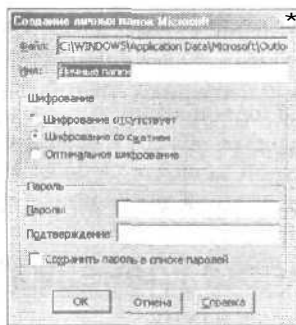 Создание личных папок Microsoft
*
Файл: C:\WINDOWS\Application Data\Microsoft\Outlo
Имя: Личные папки
Шифрование
Шифрование отсутствует
Шифрование со сжатием
Оптимальное шифрование
Пароль
Пароль:
Подтверждение:
Сохранить пароль в списке паролей
ОК Отмена Справка